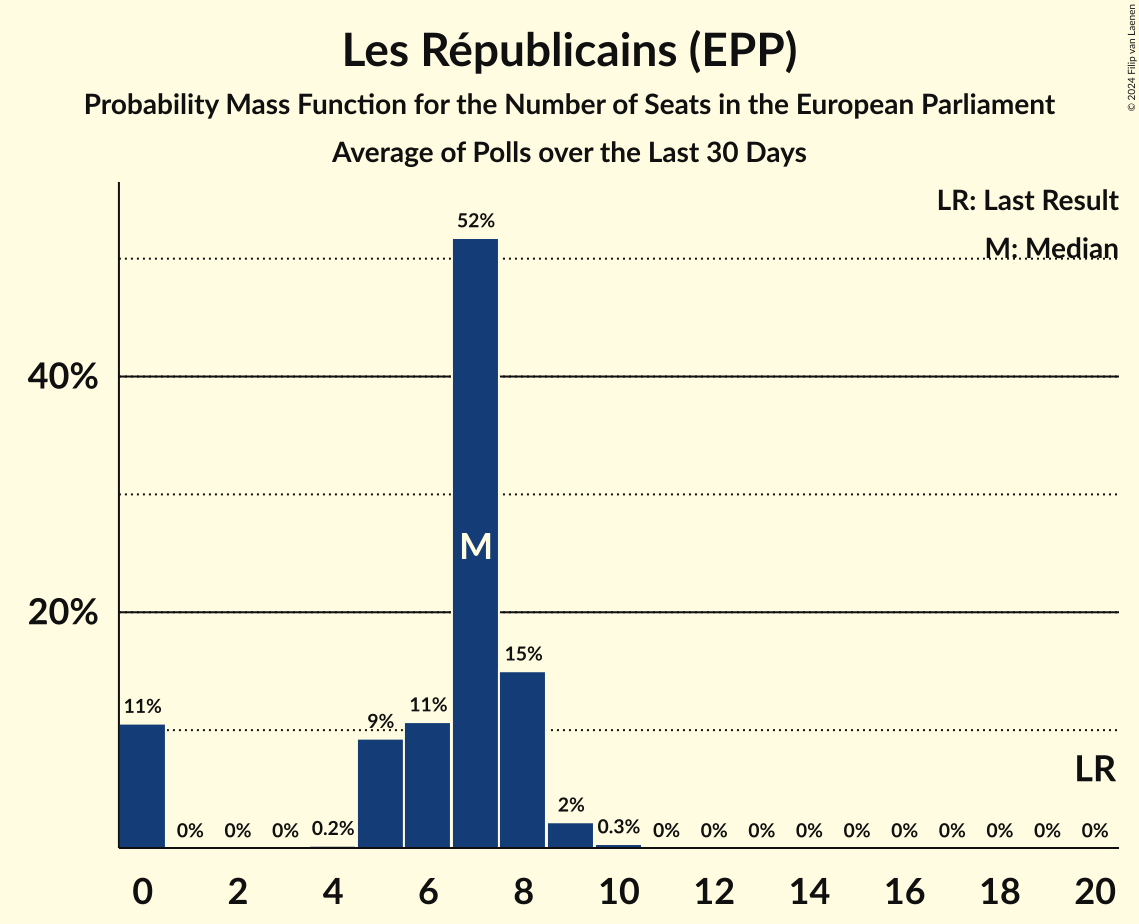 Les Républicains (EPP)
Probability Mass Function for the Number of Seats in the European Parliament
Average of Polls over the Last 30 Days
© 2024 Filip van Laenen
LR: Last Result
M: Median
52%
40%
M
20%
15%
11%
11%
9%
LR
2%
0% 0% 0% 0.2% 0.3% 0% 0% 0% 0% 0% 0% 0% 0% 0% 0%
0 2 4 6 8 10 12 14 16 18 20